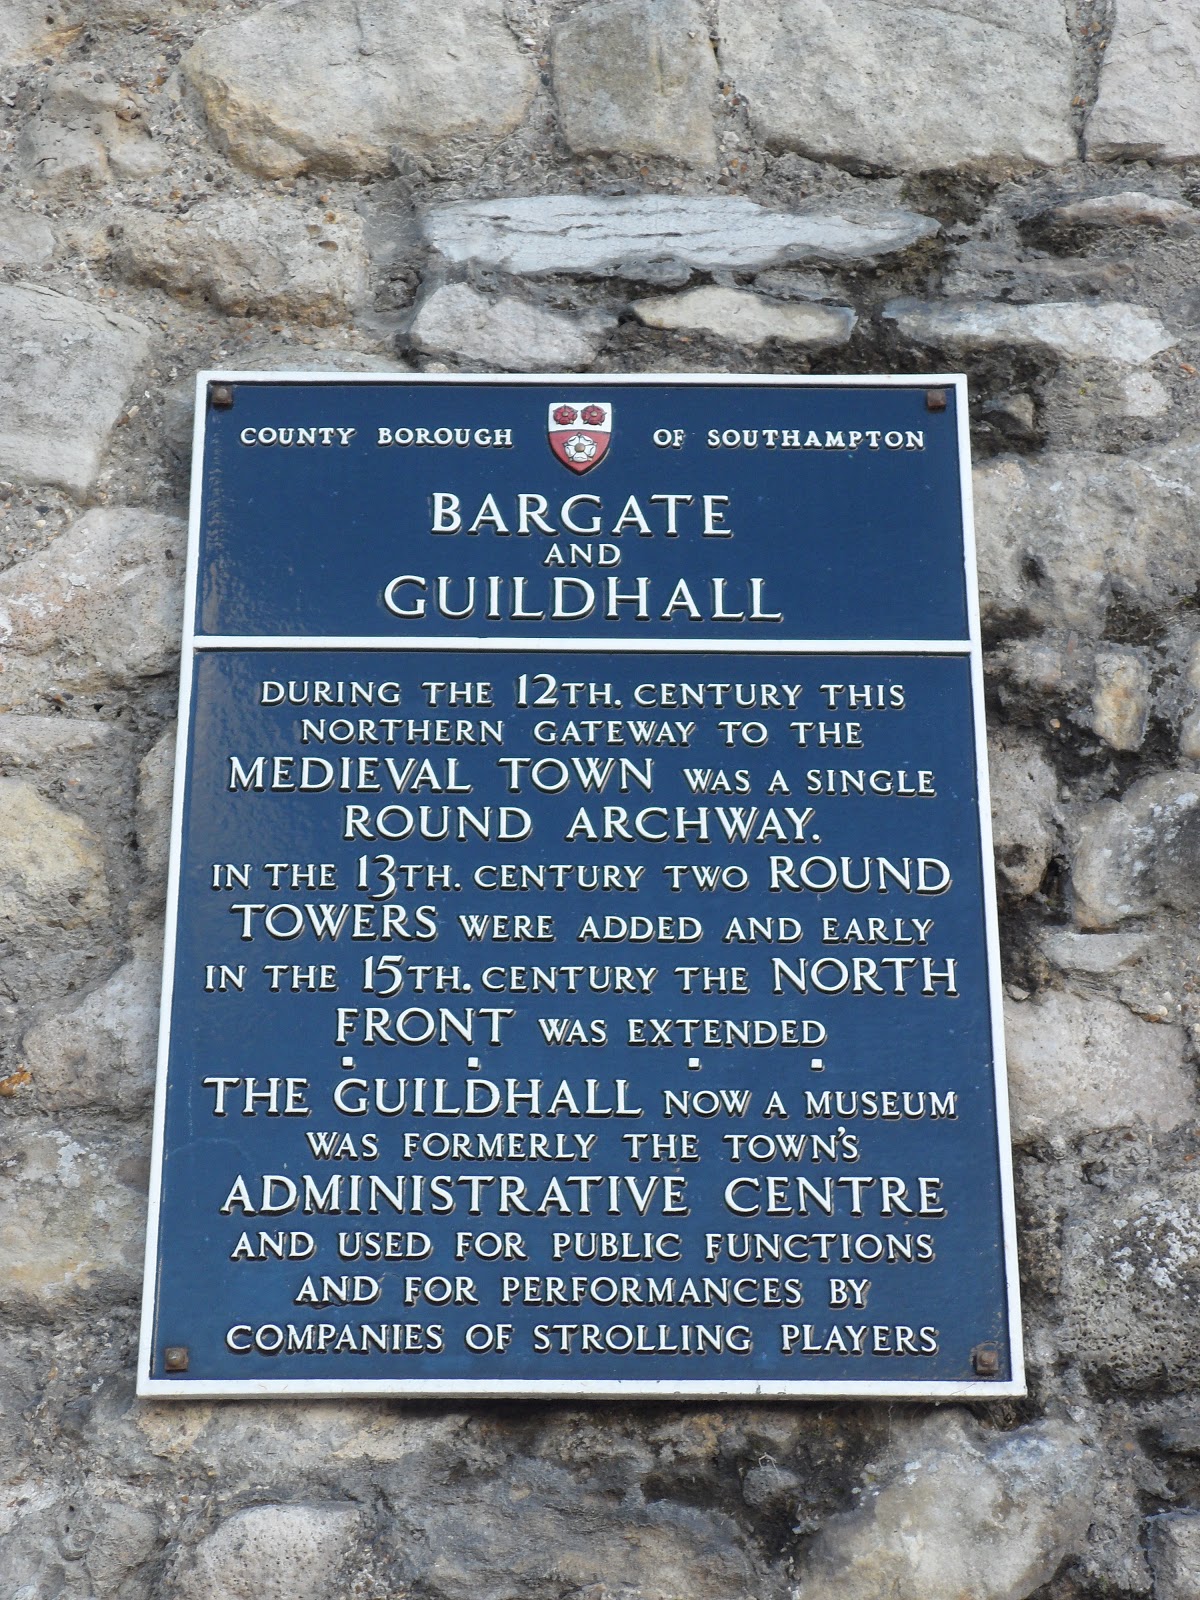 COUNTY BOROUGH OF SOUTHAMPTON
BARGATE
AND
GUILDHALL
DURING THE 12TH. CENTURY THIS
NORTHERN GATEWAY TO THE
MEDIEVAL TOWN WAS A SINGLE
ROUND ARCHWAY.
IN THE 13TH. CENTURY TWO ROUND
TOWERS WERE ADDED AND EARLY
IN THE 15TH. CENTURY THE NORTH
FRONT WAS EXTENDED
THE GUILDHALL NOW A MUSEUM
WAS FORMERLY THE TOWN'S
ADMINISTRATIVE CENTRE
AND USED FOR PUBLIC FUNCTIONS
AND FOR PERFORMANCES BY
COMPANIES OF STROLLING PLAYERS